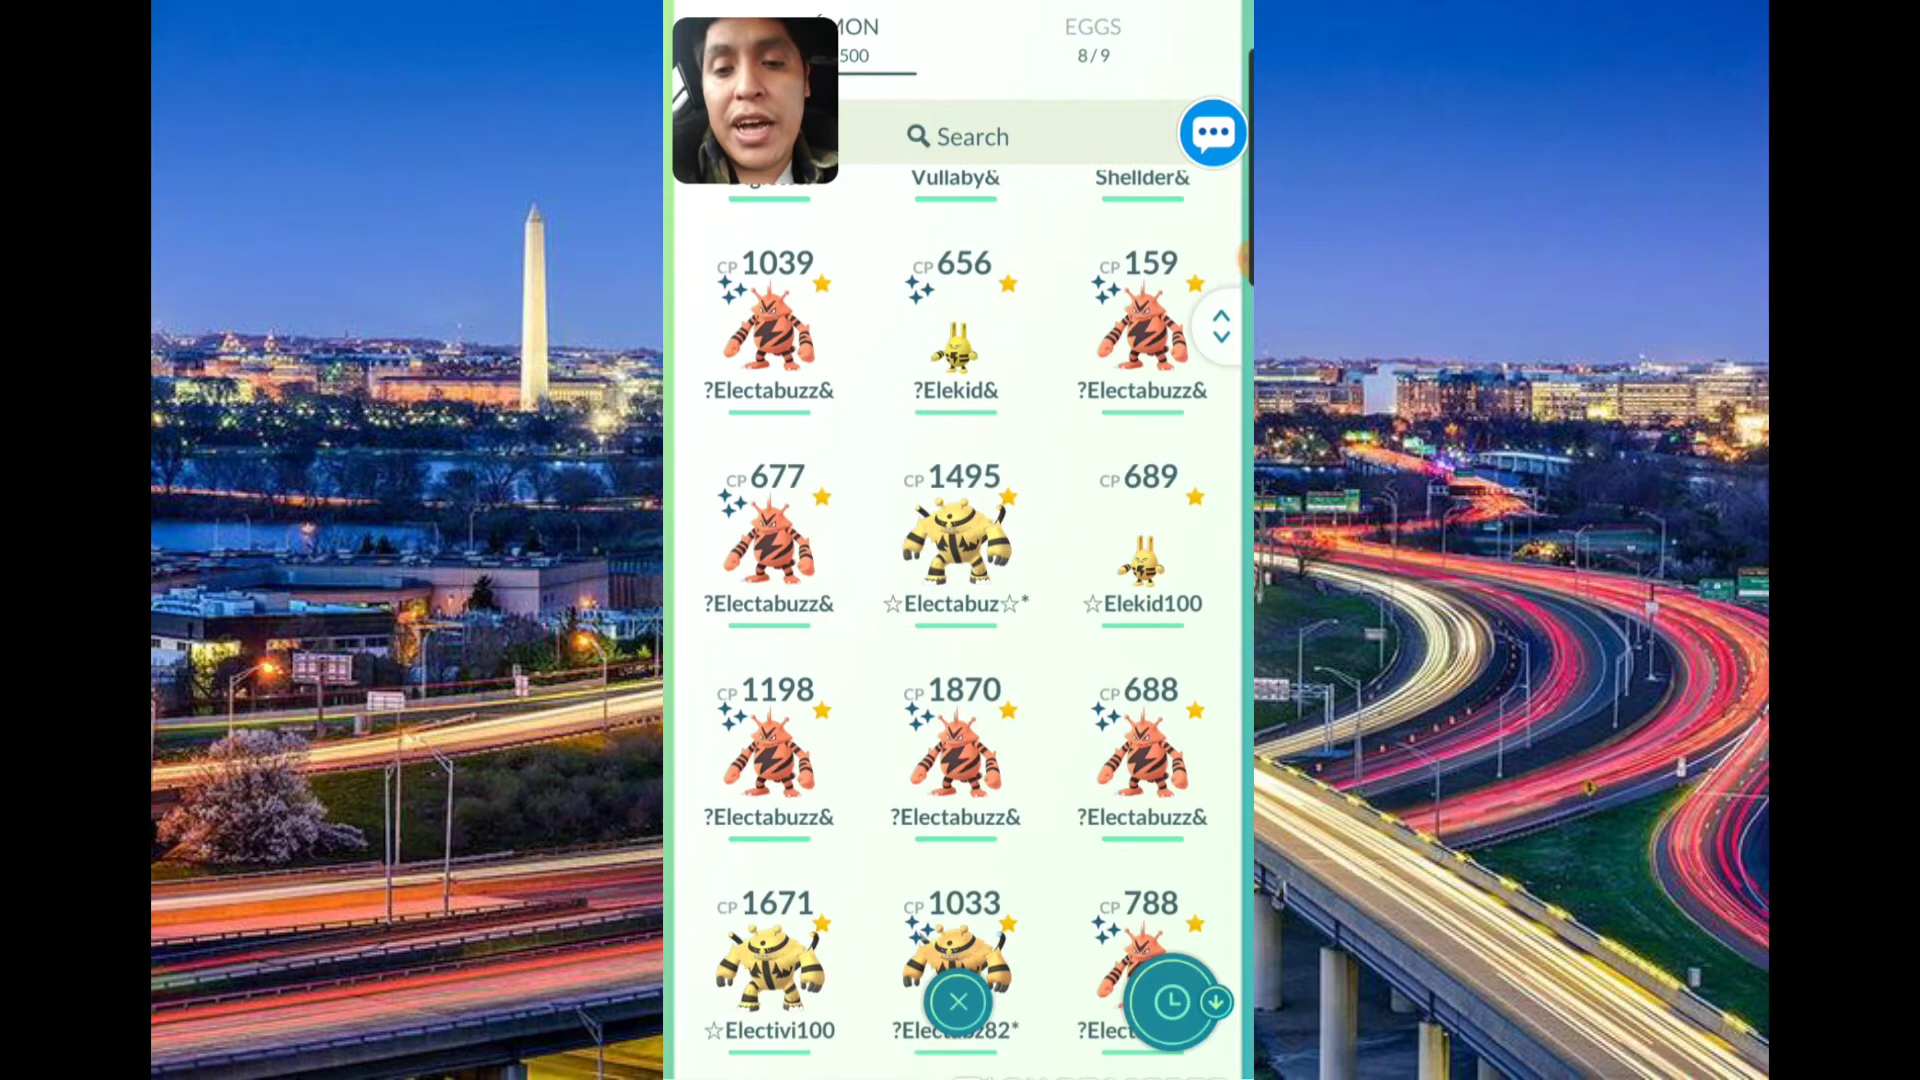 EGGS
500
8/9
Search
Vullaby& Shellder&
CP 1039 CP 656 CP 159
?Electabuzz& ?Elekid& ?Electabuzz&
CP 677 CP 1495 CP 689
?Electabuzz& ☆Electabuz☆* ☆Elekid100
CP 1198 CP 1870 CP 688
?Electabuzz& ?Electabuzz& ?Electabuzz&
CP 1671 CP 1033 CP 788
☆Electivi100